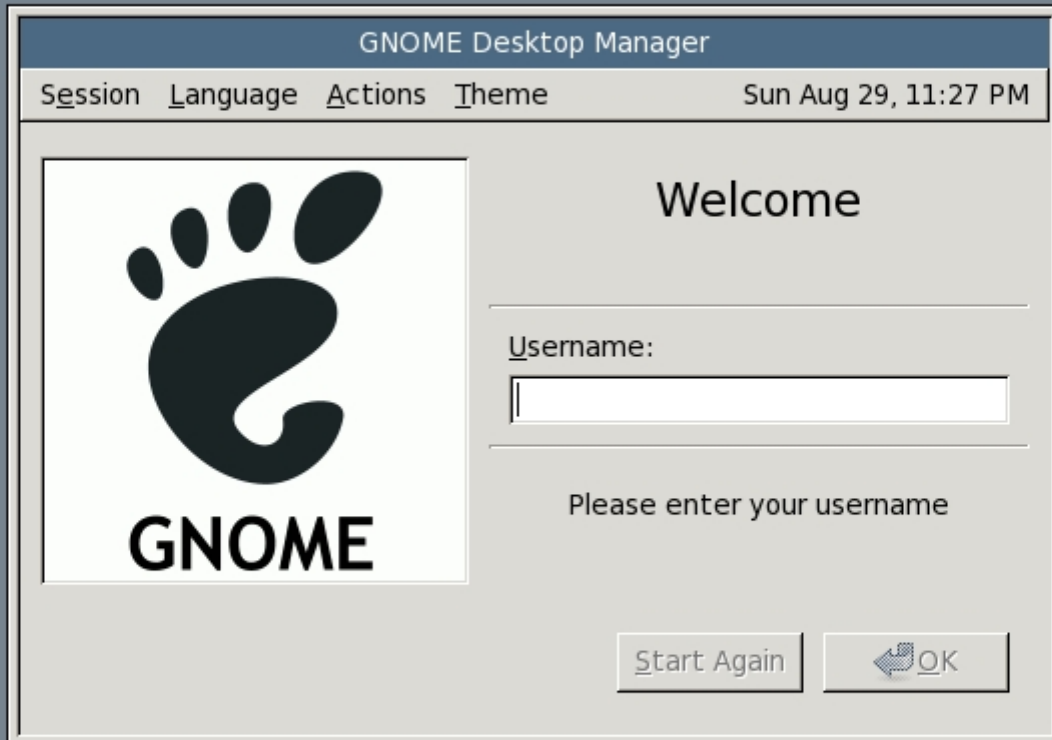 GNOME Desktop Manager
Session Language Actions Theme Sun Aug 29, 11:27 PM
Welcome
Username:
Please enter your username
GNOME
Start Again OK